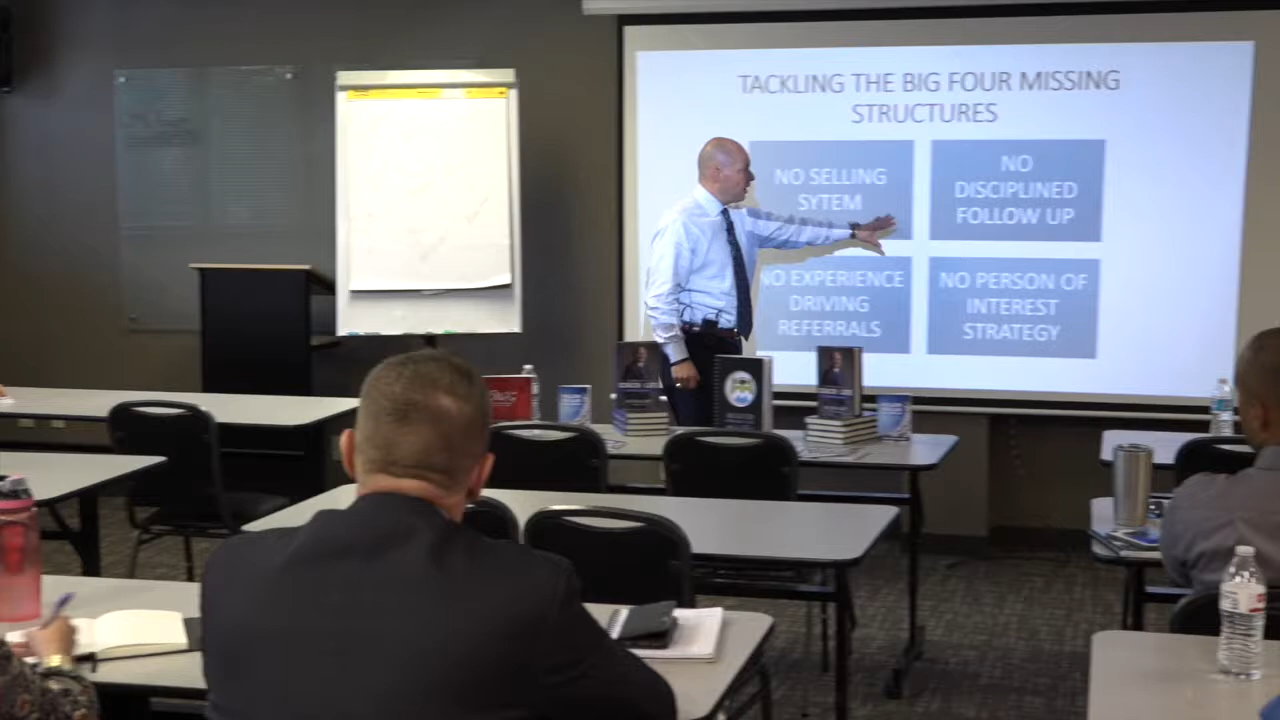 TACKLING THE BIG FOUR MISSING
STRUCTURES
NO SELLING
SYTEM
NO
DISCIPLINED
FOLLOW UP
NO EXPERIENCE
DRIVING
REFERRALS
NO PERSON OF
INTEREST
STRATEGY